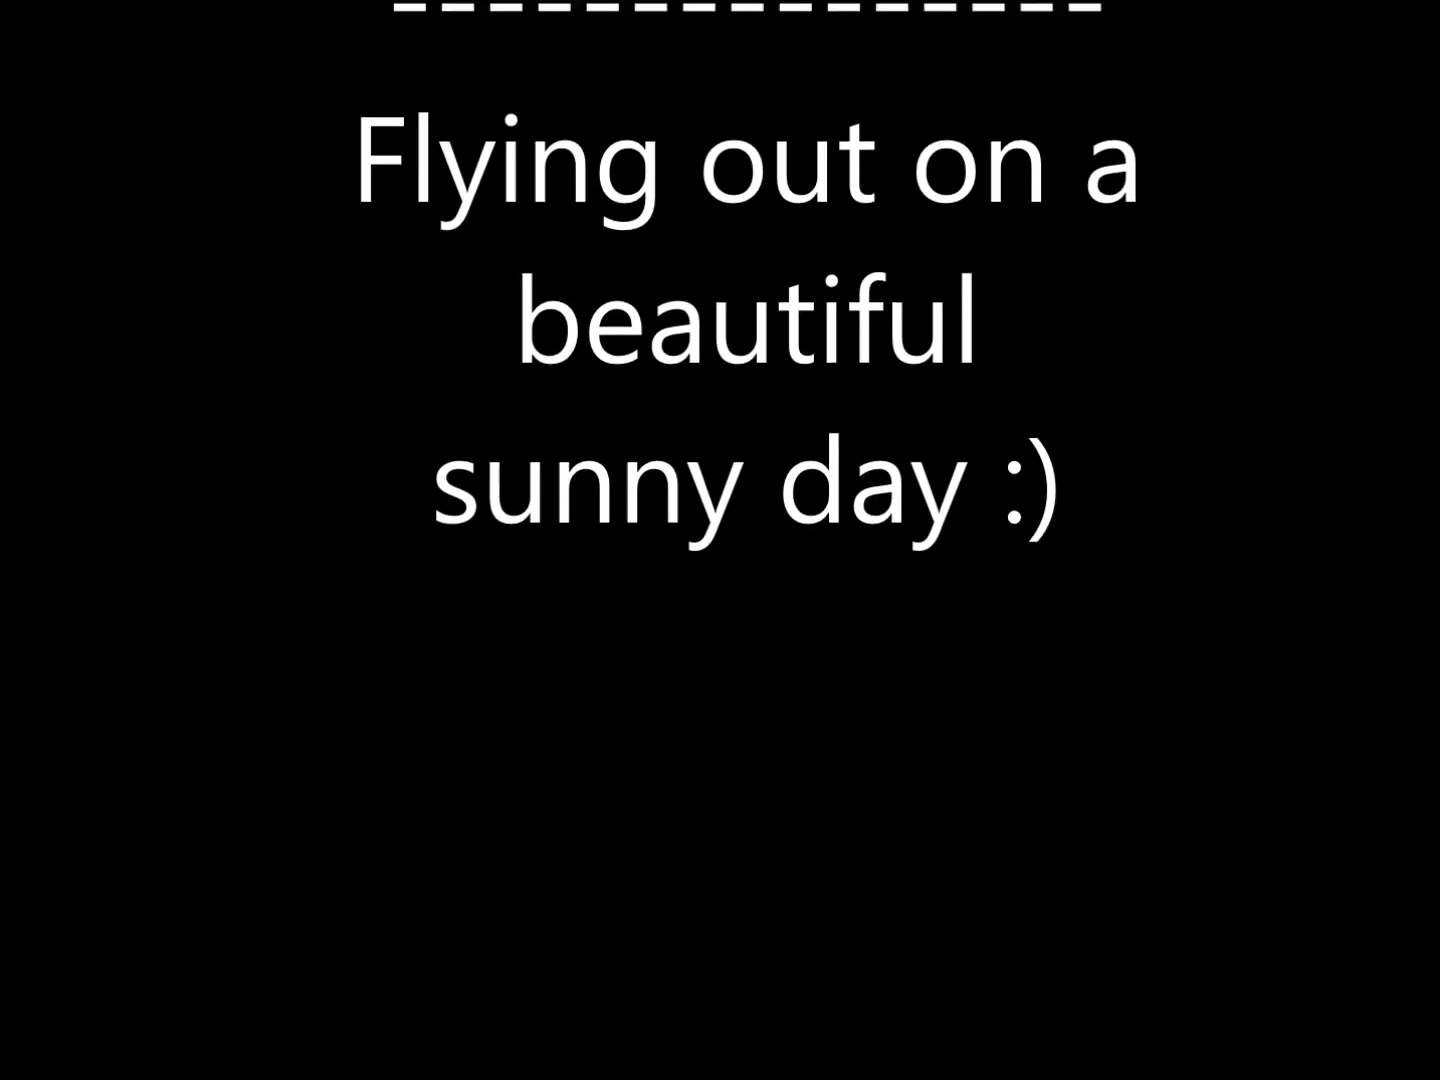 ---------------
Flying out on a
beautiful
sunny day :)